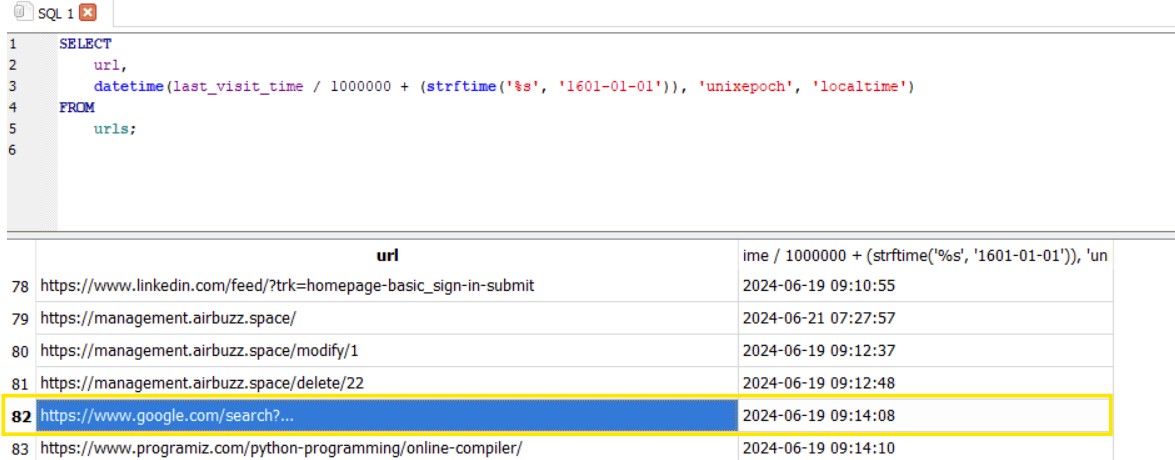 SQL 1
1 SELECT
2 url,
3 datetime(last_visit_time / 1000000 + (strftime('%s', '1601-01-01')), 'unixepoch', 'localtime')
4 FROM
5 urls;
6
url ime / 1000000 + (strftime('%s', '1601-01-01')), 'un
78 https://www.linkedin.com/feed/?trk=homepage-basic_sign-in-submit 2024-06-19 09:10:55
79 https://management.airbuzz.space/ 2024-06-21 07:27:57
80 https://management.airbuzz.space/modify/1 2024-06-19 09:12:37
81 https://management.airbuzz.space/delete/22 2024-06-19 09:12:48
82 https://www.google.com/search?... 2024-06-19 09:14:08
83 https://www.programiz.com/python-programming/online-compiler/ 2024-06-19 09:14:10